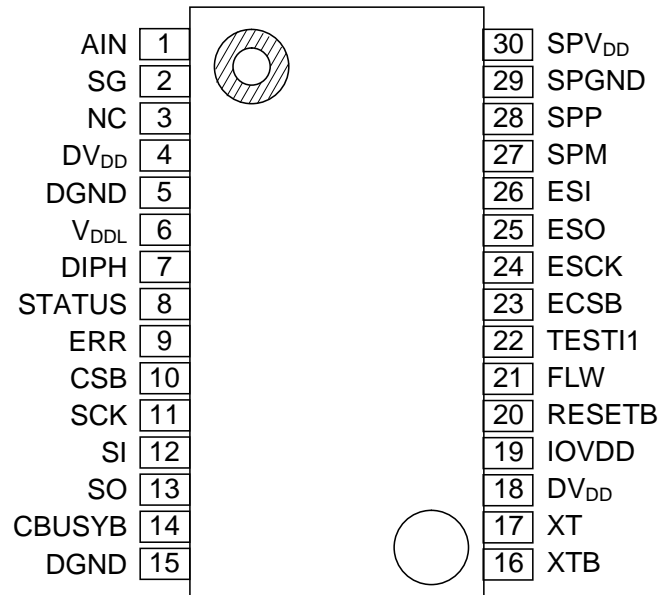 AIN 1 30 SPVDD
SG 2 29 SPGND
NC 3 28 SPP
DVDD 4 27 SPM
DGND 5 26 ESI
VDDL 6 25 ESO
DIPH 7 24 ESCK
STATUS 8 23 ECSB
ERR 9 22 TESTI1
CSB 10 21 FLW
SCK 11 20 RESETB
SI 12 19 IOVDD
SO 13 18 DVDD
CBUSYB 14 17 XT
DGND 15 16 XTB